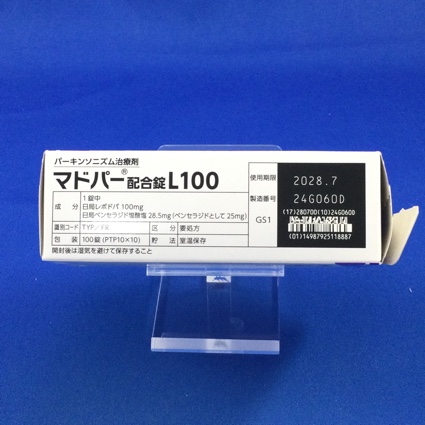 パーキンソニズム治療剤
マドパー®配合錠L100
成 分
1錠中
日局レボドパ 100mg
日局ベンセラジド塩酸塩 28.5mg(ベンセラジドとして 25mg)
識別コード TYP/FR 区 分 要処方
包 装 100錠 (PTP10×10) 貯 法 室温保存
開封後は湿気を避けて保存すること
使用期限 2028.7
製造番号 24G060D
GS1
(17)280700(10)24G060D
(01)14987925118887